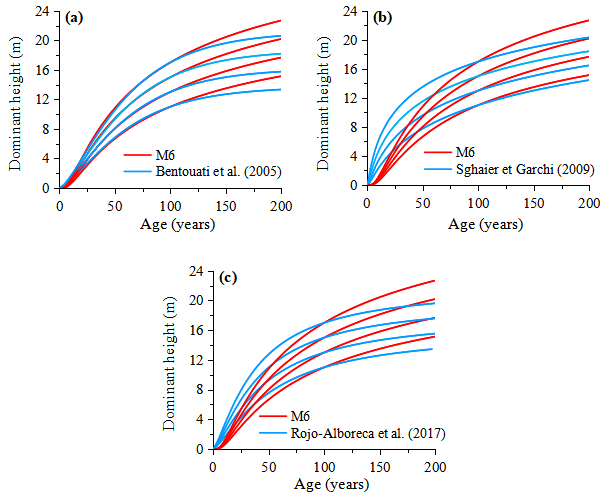 (a)
Dominant height (m)
24
20
16
12
8
4
0
M6
Bentouati et al. (2005)
0
50
100
150
200
Age (years)
(b)
Dominant height (m)
24
20
16
12
8
4
0
M6
Sghaier et Garchi (2009)
0
50
100
150
200
Age (years)
(c)
Dominant height (m)
24
20
16
12
8
4
0
M6
Rojo-Alboreca et al. (2017)
0
50
100
150
200
Age (years)